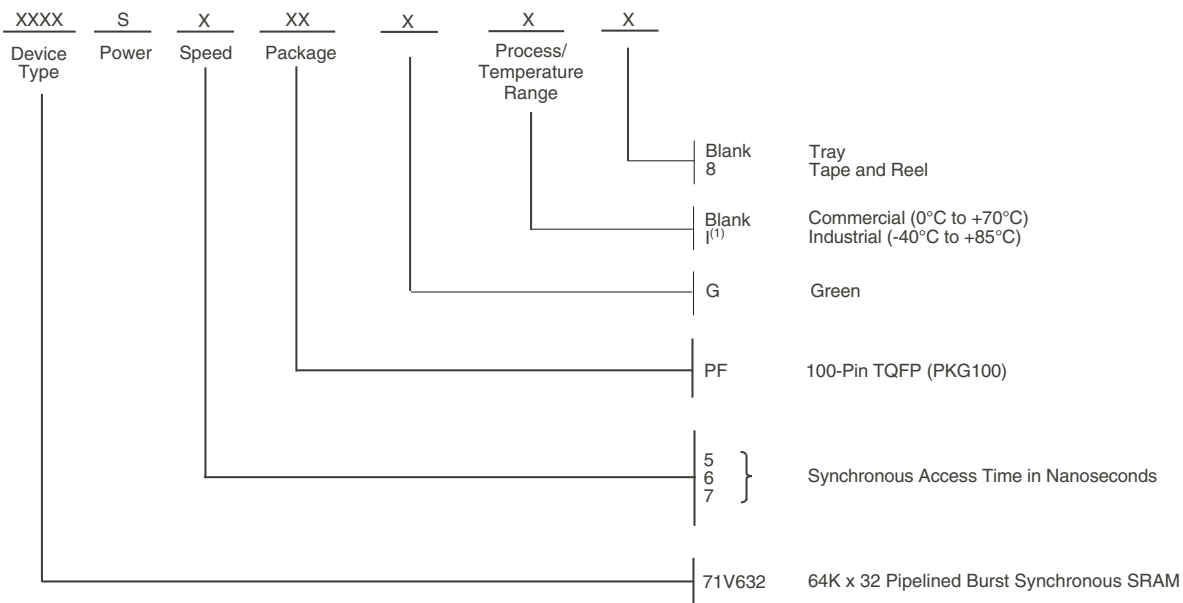 XXXX S X XX X X X
Device Type
Power
Speed
Package
Process/
Temperature
Range
Blank Tray
8 Tape and Reel
Blank Commercial (0°C to +70°C)
I(1) Industrial (-40°C to +85°C)
G Green
PF 100-Pin TQFP (PKG100)
5
6 Synchronous Access Time in Nanoseconds
7
71V632 64K x 32 Pipelined Burst Synchronous SRAM